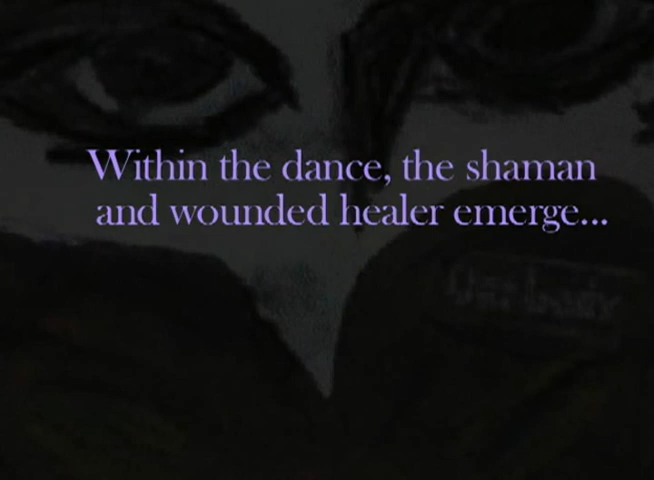 Within the dance, the shaman
and wounded healer emerge...